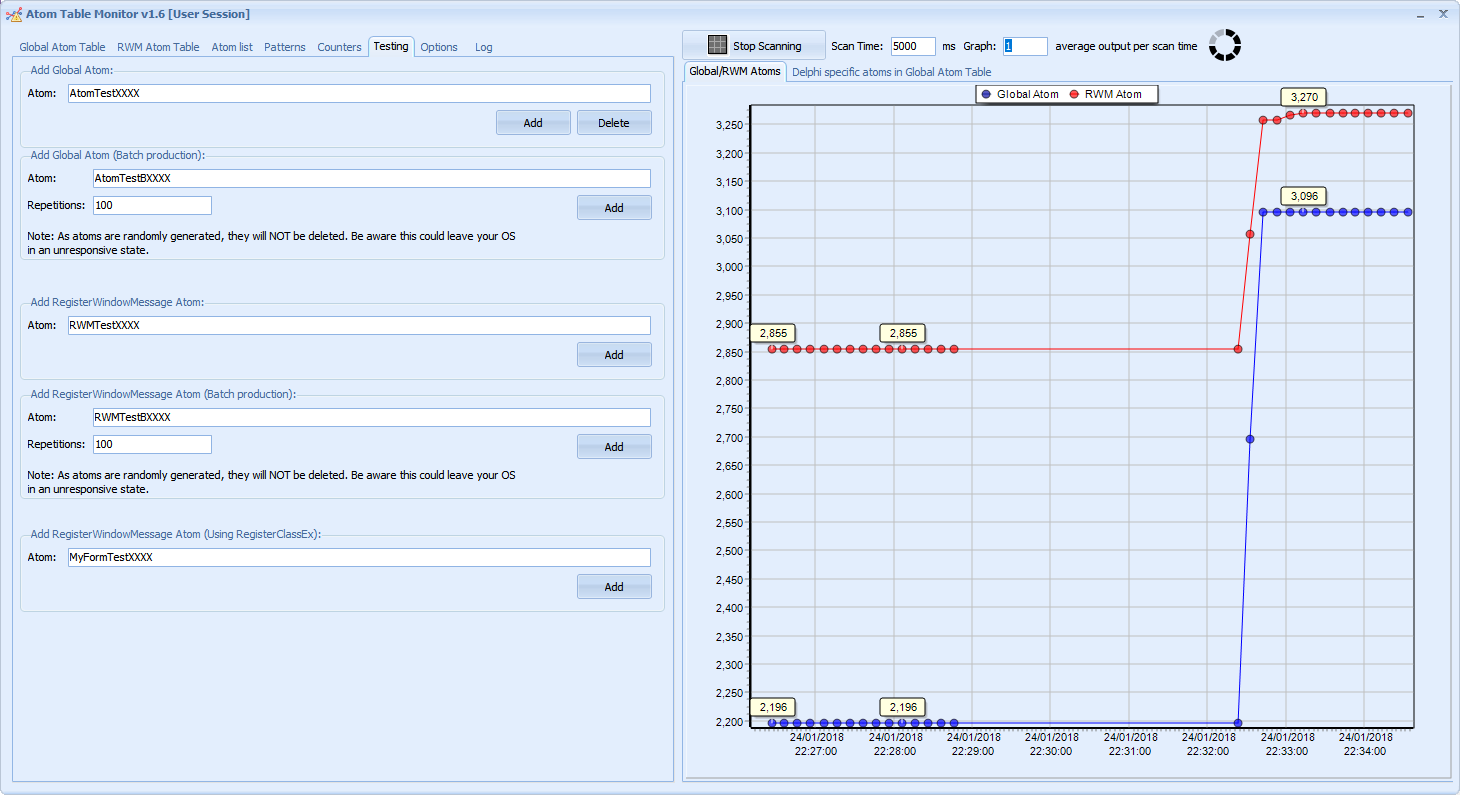 Atom Table Monitor v1.6 [User Session]
Global Atom Table RWM Atom Table Atom list Patterns Counters Testing Options Log
Add Global Atom:
Atom: AtomTestXXXX
Add Delete
Add Global Atom (Batch production):
Atom: AtomTestBXXXX
Repetitions: 100
Add
Note: As atoms are randomly generated, they will NOT be deleted. Be aware this could leave your OS
in an unresponsive state.
Add RegisterWindowMessage Atom:
Atom: RWMTestXXXX
Add
Add RegisterWindowMessage Atom (Batch production):
Atom: RWMTestBXXXX
Repetitions: 100
Add
Note: As atoms are randomly generated, they will NOT be deleted. Be aware this could leave your OS
in an unresponsive state.
Add RegisterWindowMessage Atom (Using RegisterClassEx):
Atom: MyFormTestXXXX
Add
Stop Scanning Scan Time: 5000 ms Graph: 1 average output per scan time
Global/RWM Atoms Delphi specific atoms in Global Atom Table
Global Atom RWM Atom
3,270
3,250
3,200
3,096
3,150
3,100
3,050
3,000
2,950
2,900
2,855 2,855
2,850
2,800
2,750
2,700
2,650
2,600
2,550
2,500
2,450
2,400
2,350
2,300
2,250
2,196 2,196
2,200
24/01/2018 24/01/2018 24/01/2018 24/01/2018 24/01/2018 24/01/2018 24/01/2018 24/01/2018
22:27:00 22:28:00 22:29:00 22:30:00 22:31:00 22:32:00 22:33:00 22:34:00